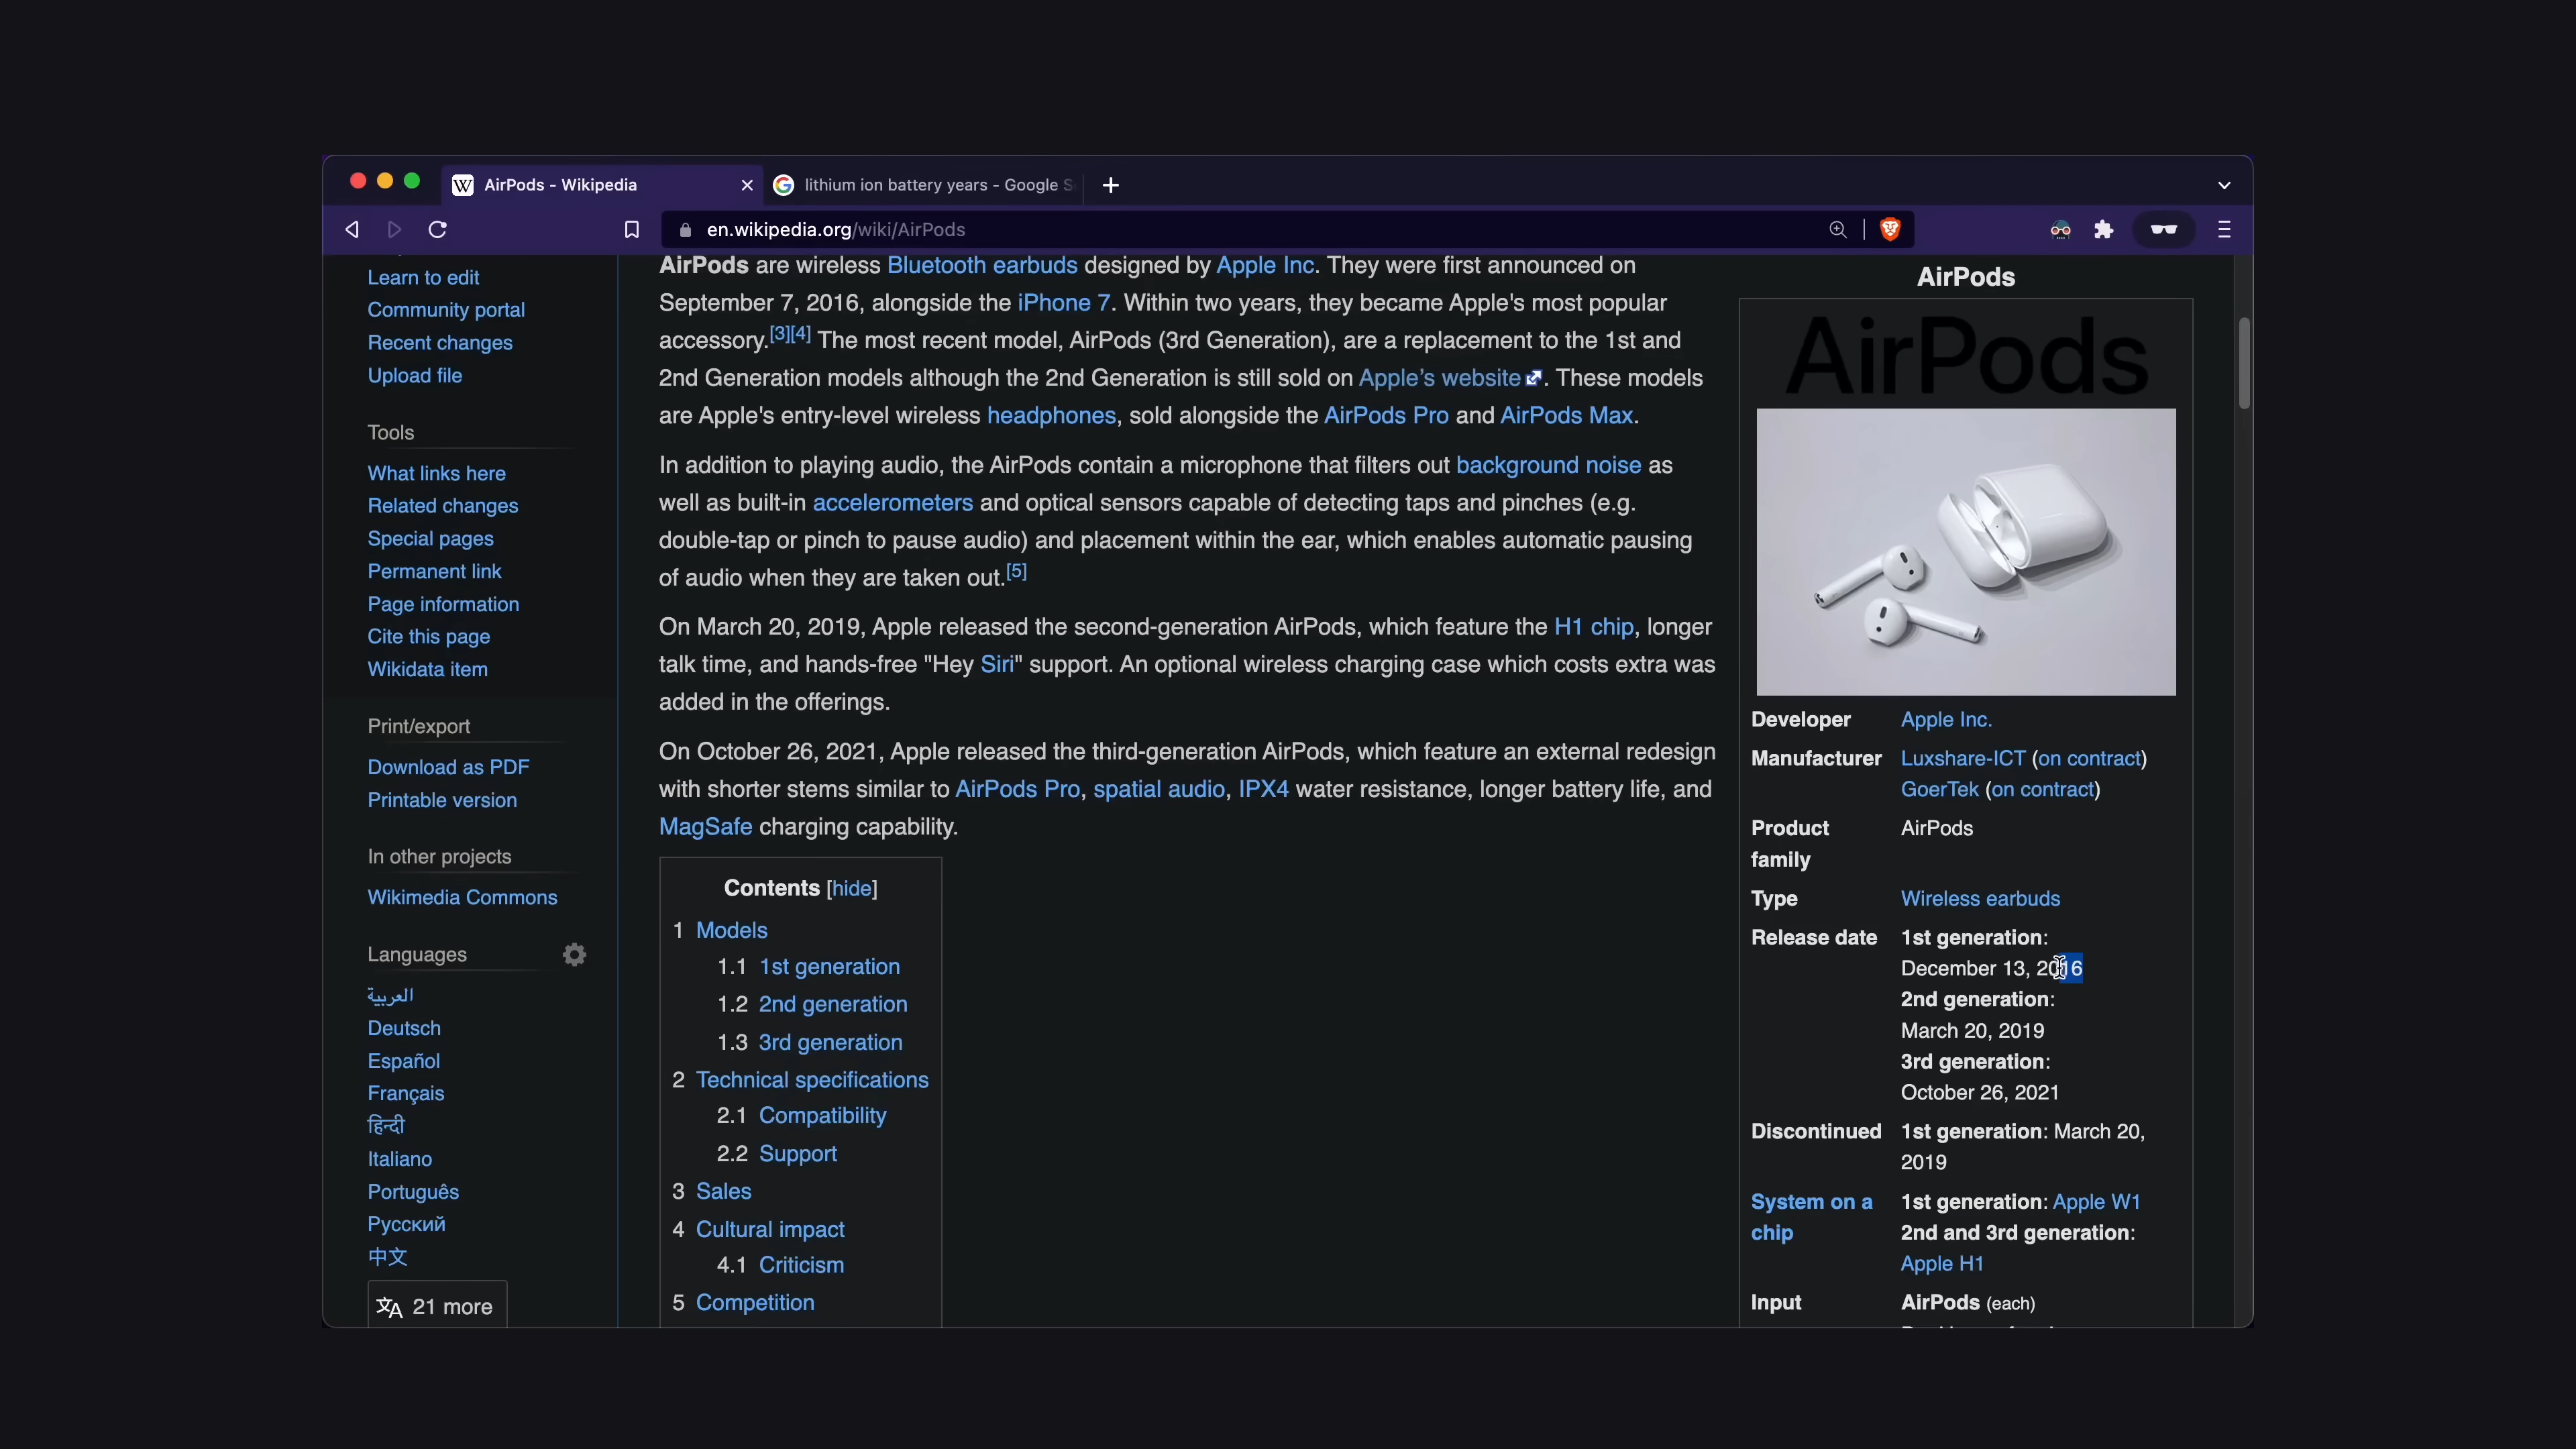 AirPods - Wikipedia
lithium ion battery years - Google S
en.wikipedia.org/wiki/AirPods
Learn to edit
Community portal
Recent changes
Upload file
Tools
What links here
Related changes
Special pages
Permanent link
Page information
Cite this page
Wikidata item
Print/export
Download as PDF
Printable version
In other projects
Wikimedia Commons
Languages
العربية
Deutsch
Español
Français
हिन्दी
Italiano
Português
Русский
中文
21 more
AirPods are wireless Bluetooth earbuds designed by Apple Inc. They were first announced on
September 7, 2016, alongside the iPhone 7. Within two years, they became Apple's most popular
accessory.[3][4] The most recent model, AirPods (3rd Generation), are a replacement to the 1st and
2nd Generation models although the 2nd Generation is still sold on Apple’s website. These models
are Apple's entry-level wireless headphones, sold alongside the AirPods Pro and AirPods Max.
In addition to playing audio, the AirPods contain a microphone that filters out background noise as
well as built-in accelerometers and optical sensors capable of detecting taps and pinches (e.g.
double-tap or pinch to pause audio) and placement within the ear, which enables automatic pausing
of audio when they are taken out.[5]
On March 20, 2019, Apple released the second-generation AirPods, which feature the H1 chip, longer
talk time, and hands-free "Hey Siri" support. An optional wireless charging case which costs extra was
added in the offerings.
On October 26, 2021, Apple released the third-generation AirPods, which feature an external redesign
with shorter stems similar to AirPods Pro, spatial audio, IPX4 water resistance, longer battery life, and
MagSafe charging capability.
Contents [hide]
1 Models
1.1 1st generation
1.2 2nd generation
1.3 3rd generation
2 Technical specifications
2.1 Compatibility
2.2 Support
3 Sales
4 Cultural impact
4.1 Criticism
5 Competition
AirPods
AirPods
Developer Apple Inc.
Manufacturer Luxshare-ICT (on contract)
GoerTek (on contract)
Product AirPods
family
Type Wireless earbuds
Release date 1st generation:
December 13, 2016
2nd generation:
March 20, 2019
3rd generation:
October 26, 2021
Discontinued 1st generation: March 20,
2019
System on a 1st generation: Apple W1
chip 2nd and 3rd generation:
Apple H1
Input AirPods (each)